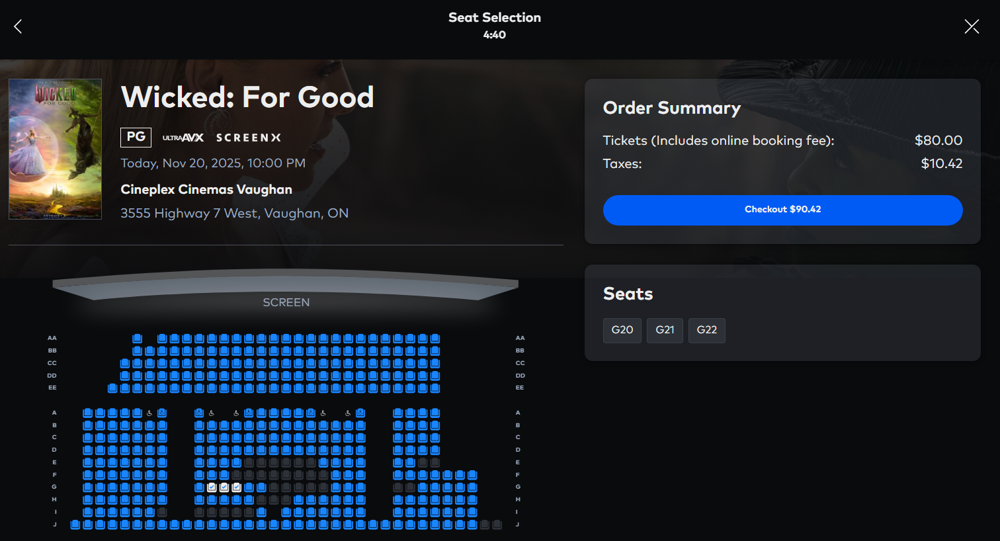 Seat Selection
4:40
WICKED
FOR GOOD
Wicked: For Good
PG ULTRAAVX SCREENX
Today, Nov 20, 2025, 10:00 PM
Cineplex Cinemas Vaughan
3555 Highway 7 West, Vaughan, ON
Order Summary
Tickets (Includes online booking fee): $80.00
Taxes: $10.42
Checkout $90.42
Seats
G20 G21 G22
SCREEN
AA AA
BB BB
CC CC
DD DD
EE EE
A A
B B
C C
D D
E E
F F
G G
H H
I I
J J